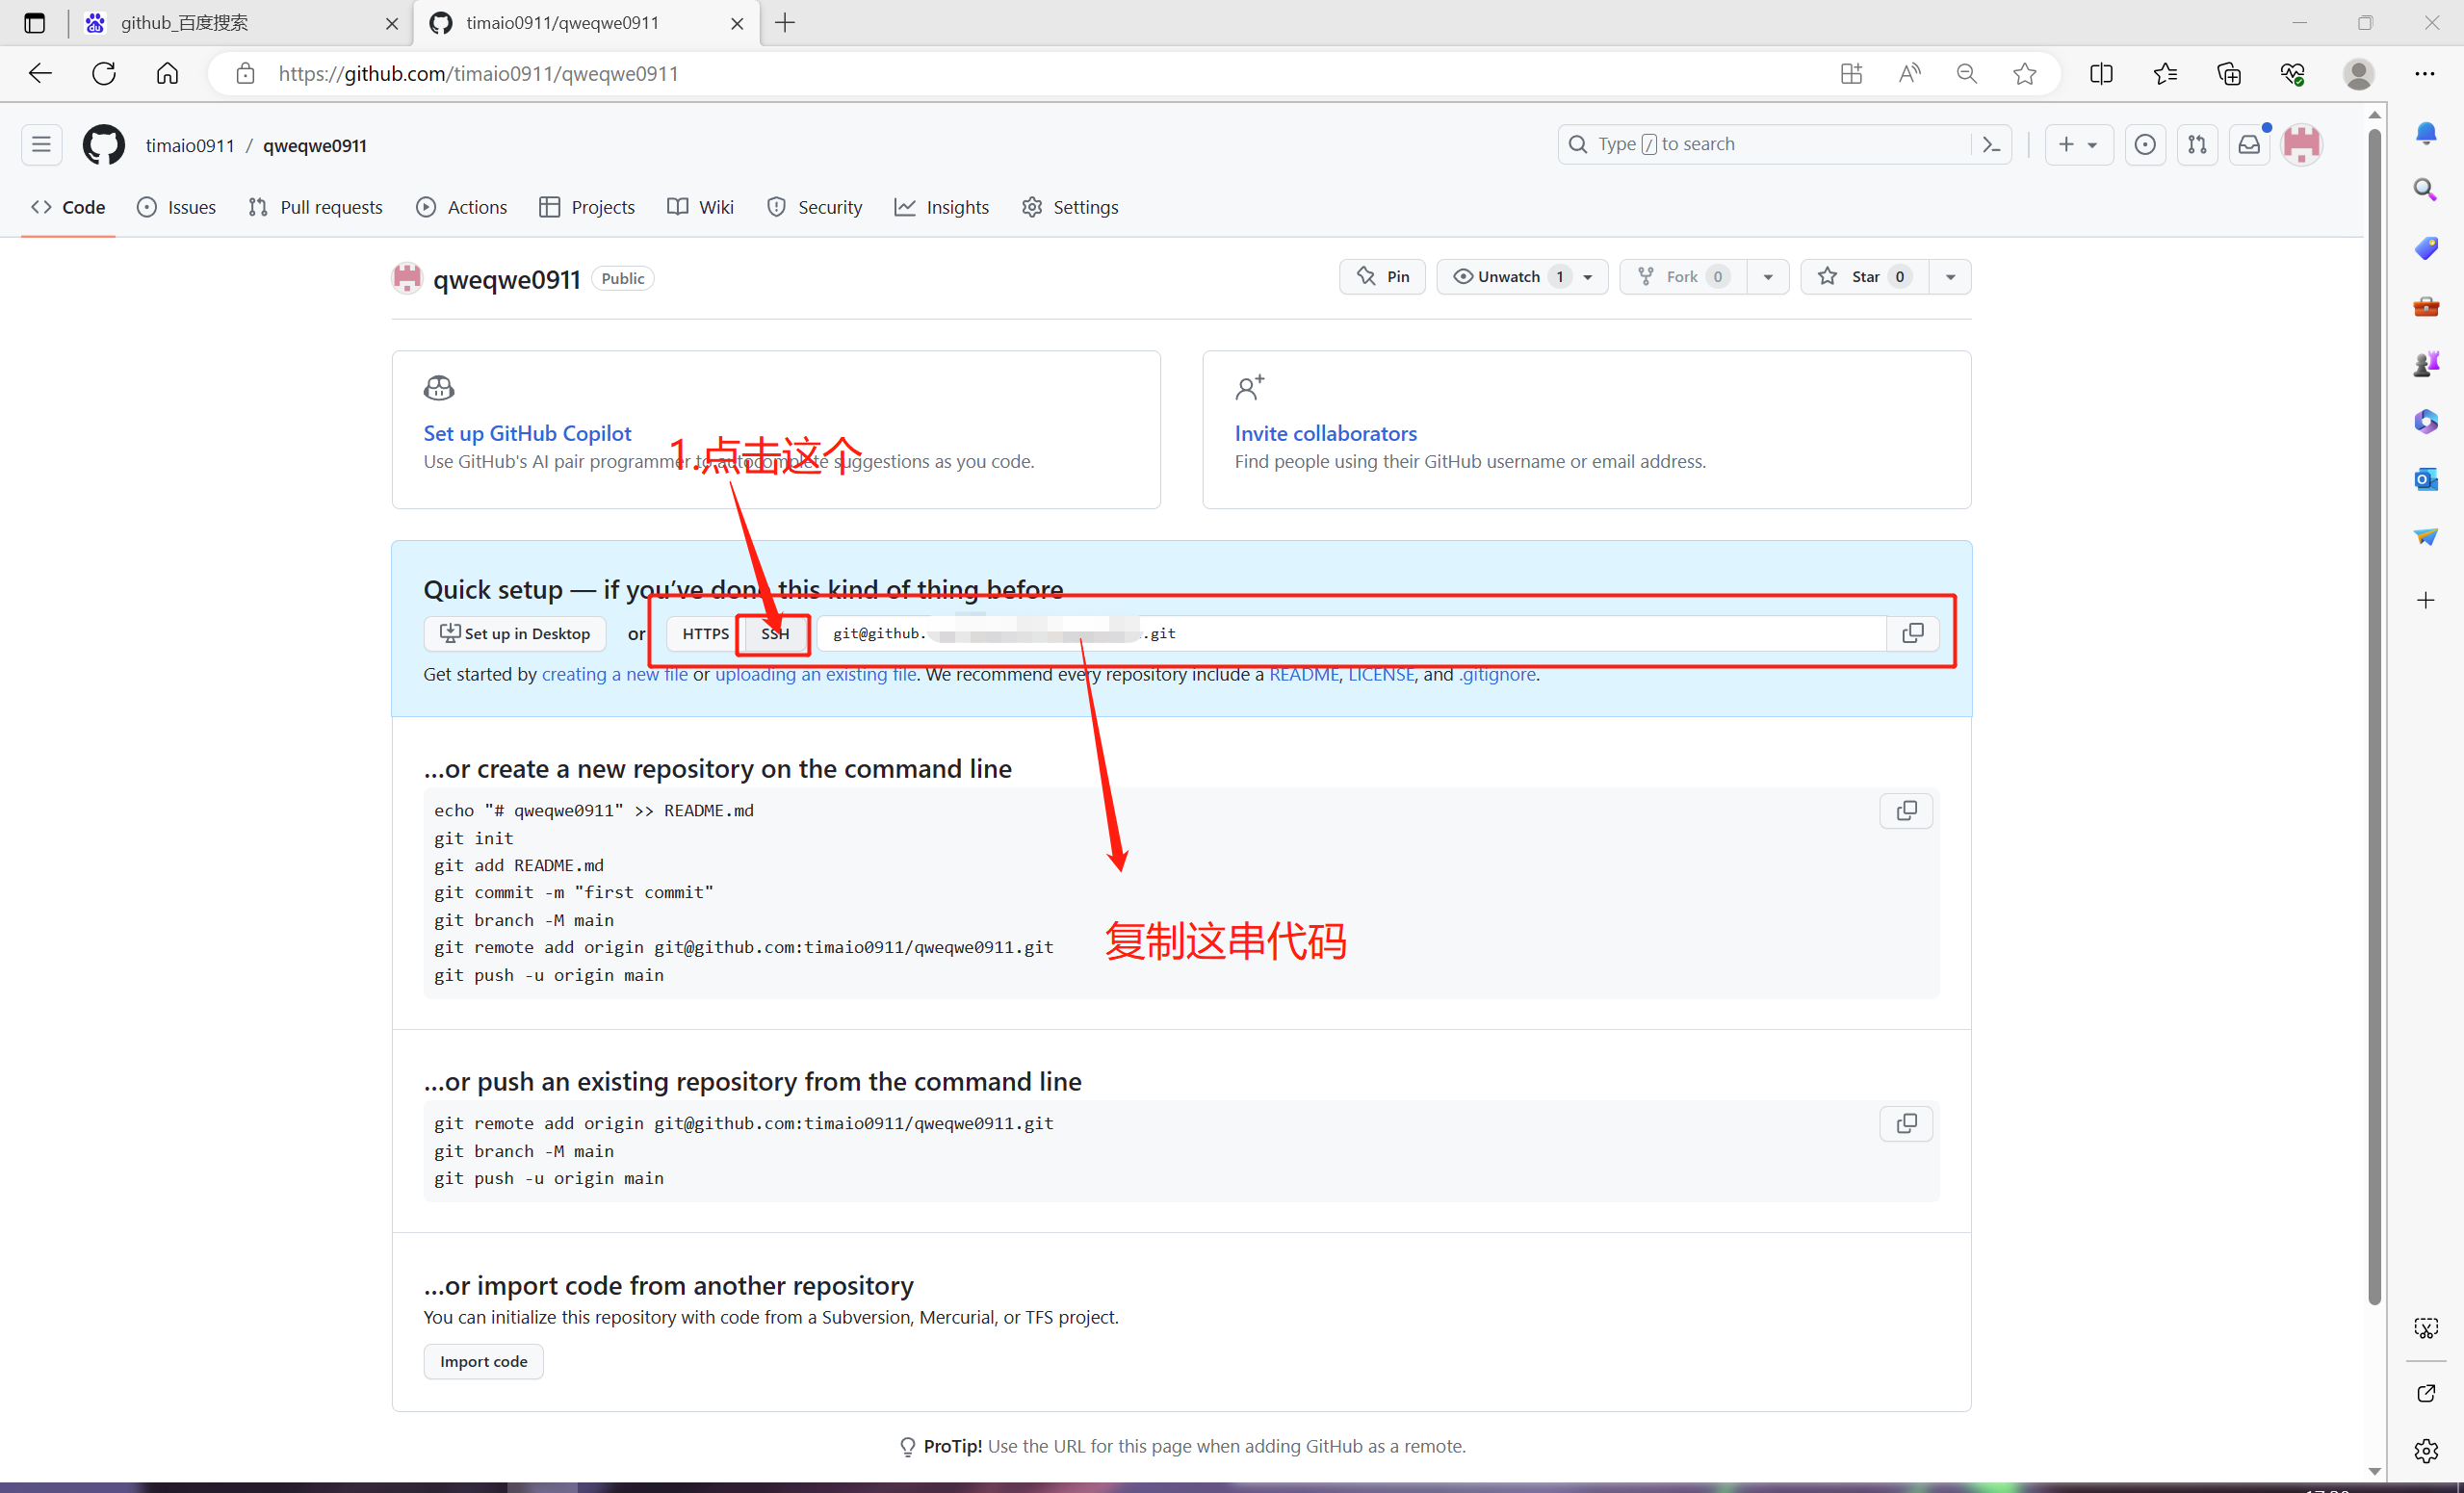 github_百度搜索
timaio0911/qweqwe0911
https://github.com/timaio0911/qweqwe0911
timaio0911 / qweqwe0911
Type / to search
Code
Issues
Pull requests
Actions
Projects
Wiki
Security
Insights
Settings
qweqwe0911 Public
Pin
Unwatch 1
Fork 0
Star 0
Set up GitHub Copilot
Use GitHub's AI pair programmer to autocomplete suggestions as you code.
Invite collaborators
Find people using their GitHub username or email address.
1.点击这个
Quick setup — if you've done this kind of thing before
Set up in Desktop or HTTPS SSH git@github. .git
Get started by creating a new file or uploading an existing file. We recommend every repository include a README, LICENSE, and .gitignore.
…or create a new repository on the command line
echo "# qweqwe0911" >> README.md
git init
git add README.md
git commit -m "first commit"
git branch -M main
git remote add origin git@github.com:timaio0911/qweqwe0911.git
git push -u origin main
复制这串代码
…or push an existing repository from the command line
git remote add origin git@github.com:timaio0911/qweqwe0911.git
git branch -M main
git push -u origin main
…or import code from another repository
You can initialize this repository with code from a Subversion, Mercurial, or TFS project.
Import code
ProTip! Use the URL for this page when adding GitHub as a remote.